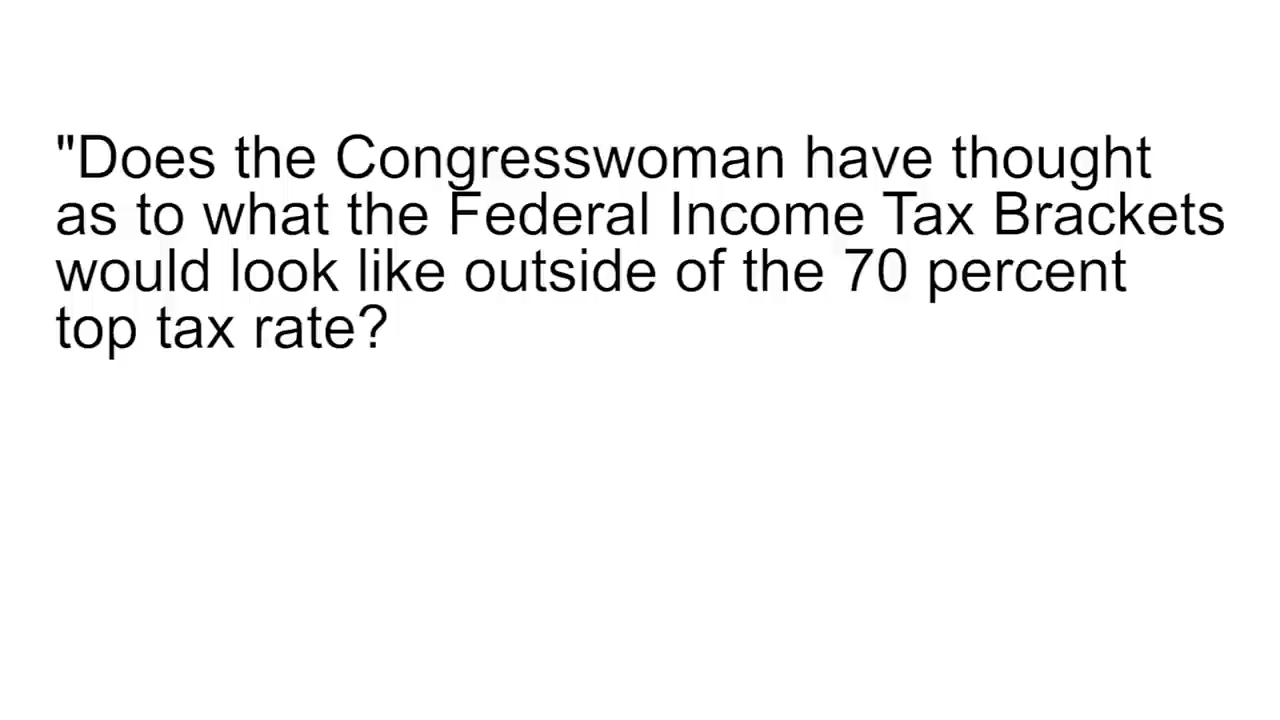 "Does the Congresswoman have thought
as to what the Federal Income Tax Brackets
would look like outside of the 70 percent
top tax rate?